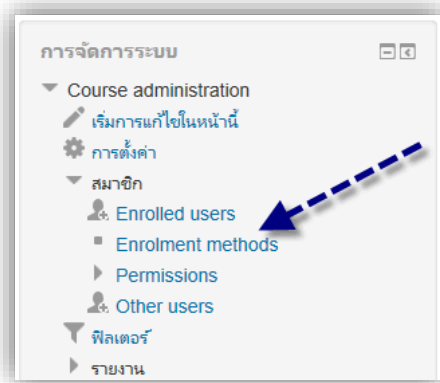 การจัดการระบบ
Course administration
เริ่มการแก้ไขในหน้านี้
การตั้งค่า
สมาชิก
Enrolled users
Enrolment methods
Permissions
Other users
ฟิลเตอร์
รายงาน